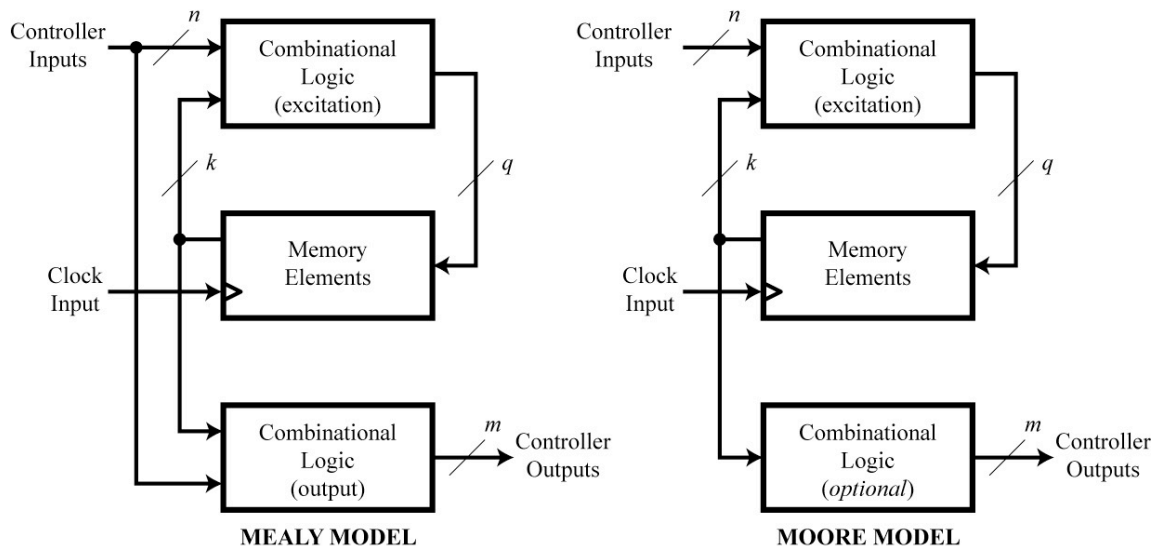 Controller
Inputs
n
Combinational
Logic
(excitation)
k
q
Memory
Elements
Clock
Input
Combinational
Logic
(output)
m
Controller
Outputs
MEALY MODEL
Controller
Inputs
n
Combinational
Logic
(excitation)
k
q
Memory
Elements
Clock
Input
Combinational
Logic
(optional)
m
Controller
Outputs
MOORE MODEL